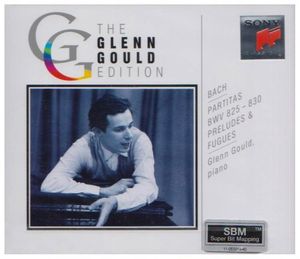 THE
GLENN
GOULD
EDITION
GG
SONY
BACH
PARTITAS
BWV 825 - 830
PRELUDES &
FUGUES
Glenn Gould,
piano
SBM
Super Bit Mapping